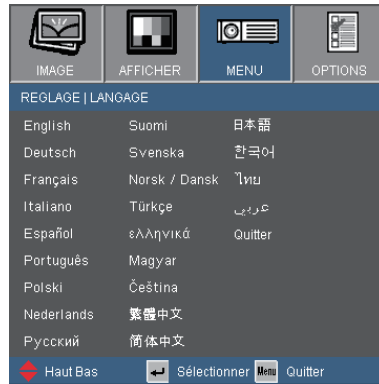 IMAGE AFFICHER MENU OPTIONS
REGLAGE | LANGAGE
English Suomi 日本語
Deutsch Svenska 한국어
Français Norsk / Dansk ไทย
Italiano Türkçe عربي
Español ελληνικά Quitter
Português Magyar
Polski Čeština
Nederlands 繁體中文
Русский 简体中文
Haut Bas Sélectionner Menu Quitter